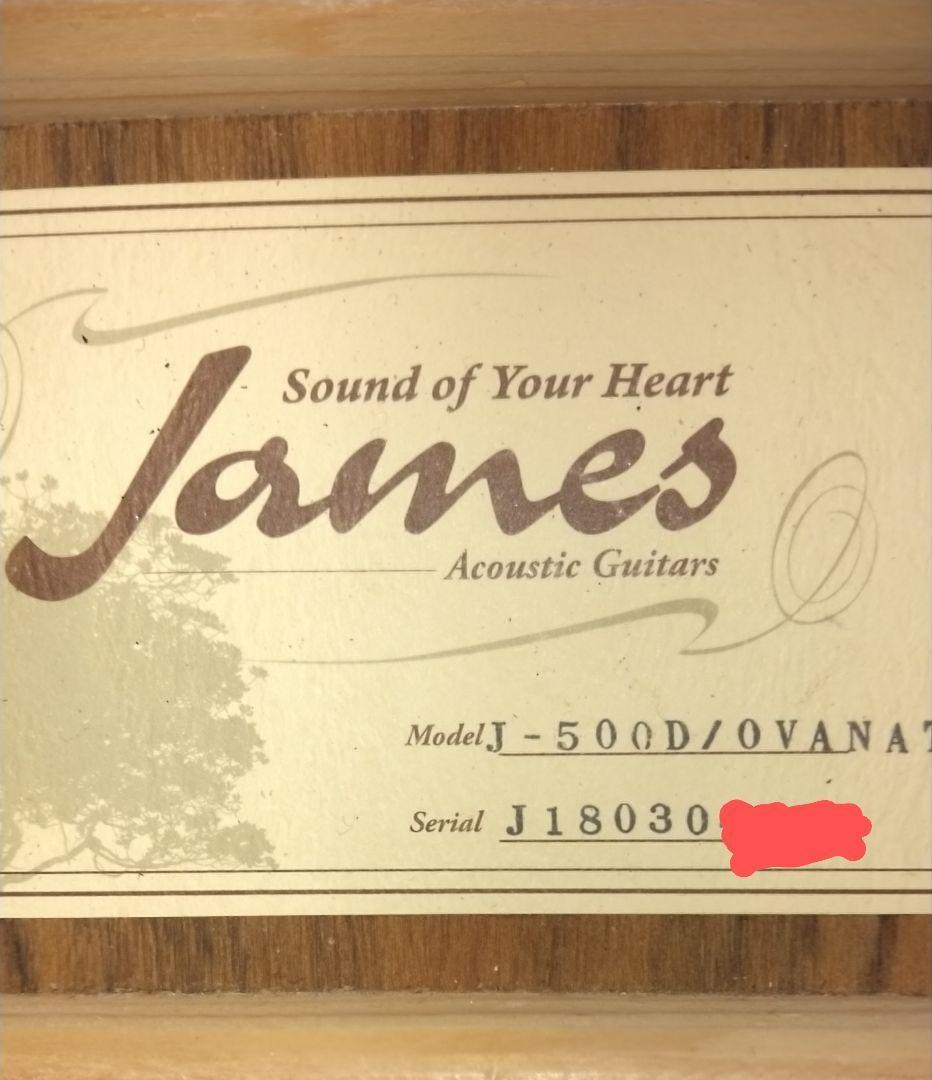 Sound of Your Heart
James
Acoustic Guitars
Model J-500D/OVANAT
Serial J18030